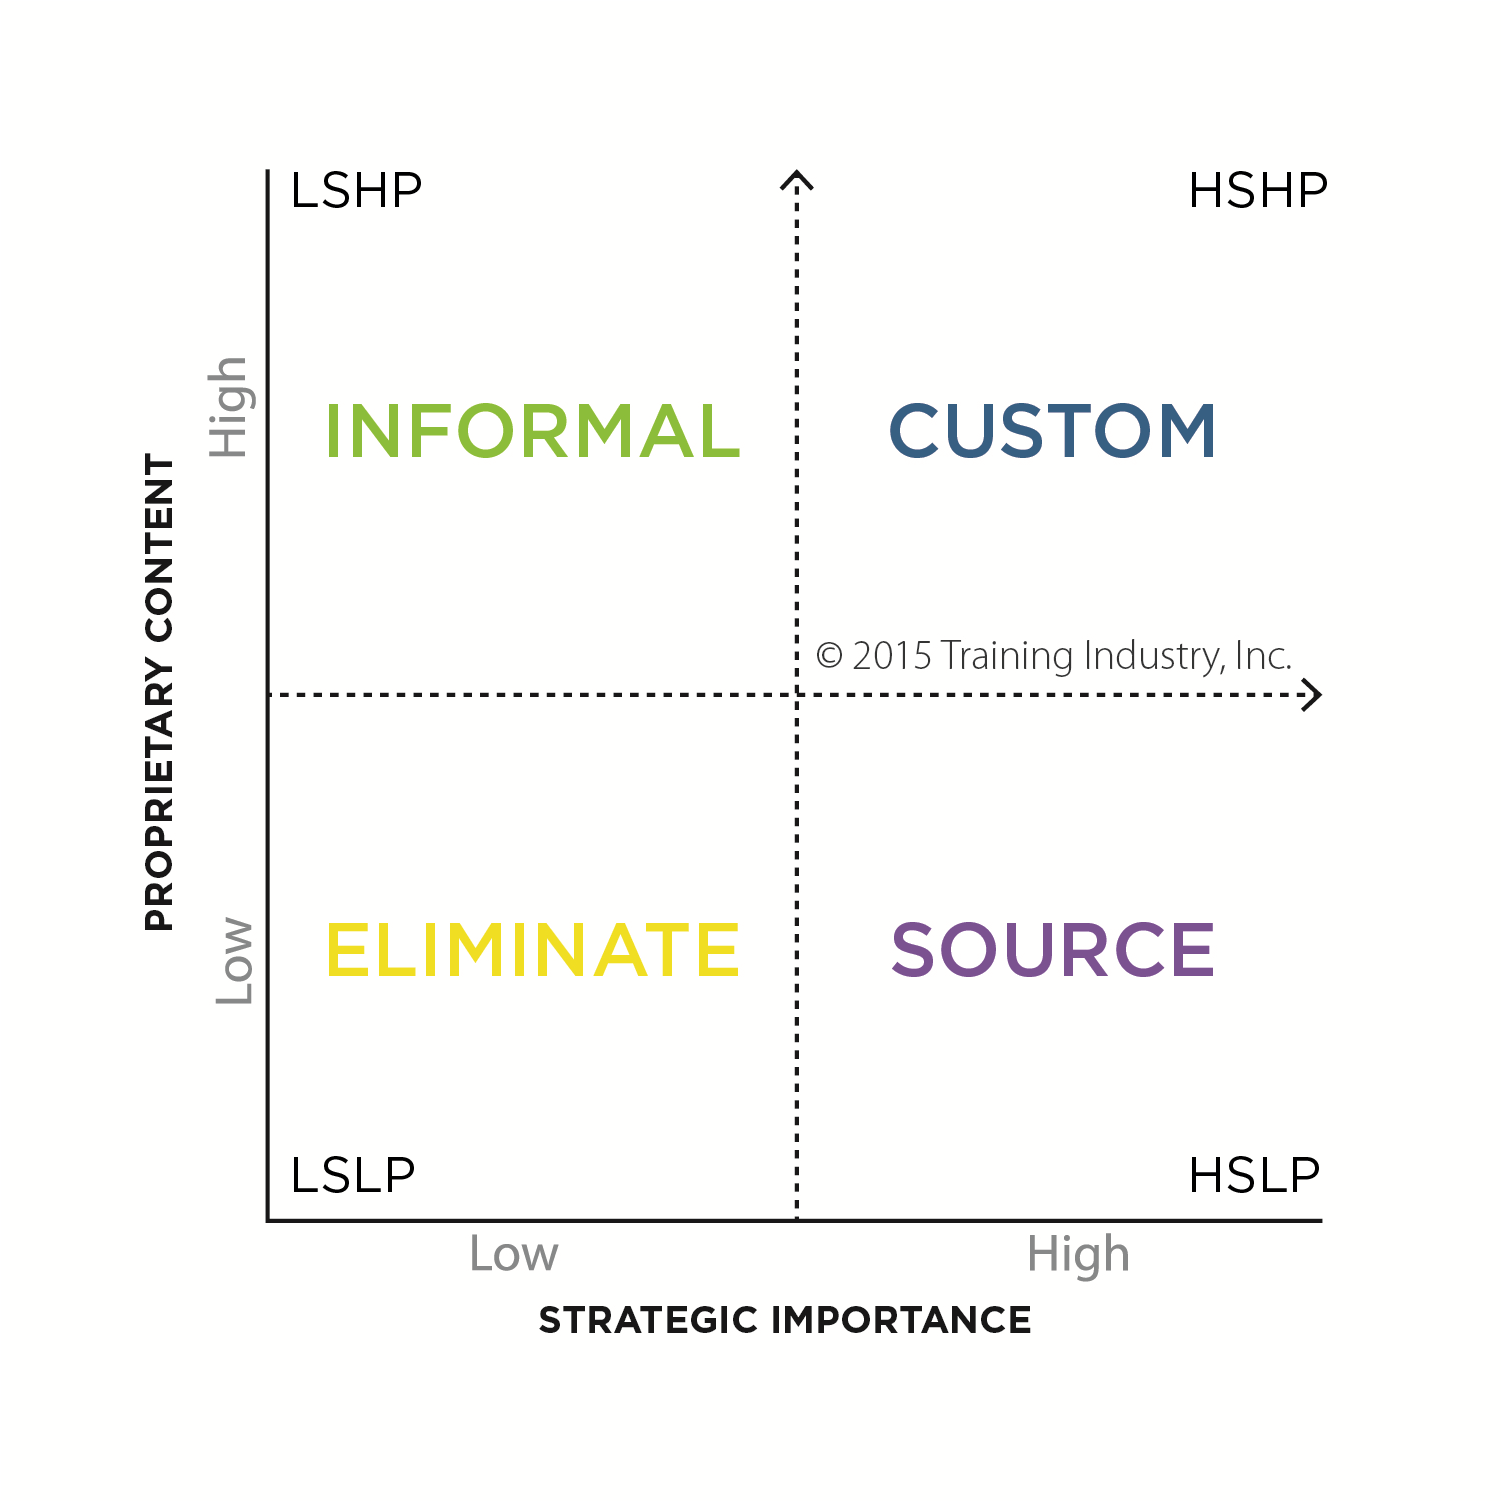 LSHP
HSHP
High
INFORMAL
CUSTOM
PROPRIETARY CONTENT
© 2015 Training Industry, Inc.
Low
ELIMINATE
SOURCE
LSLP
HSLP
Low
High
STRATEGIC IMPORTANCE